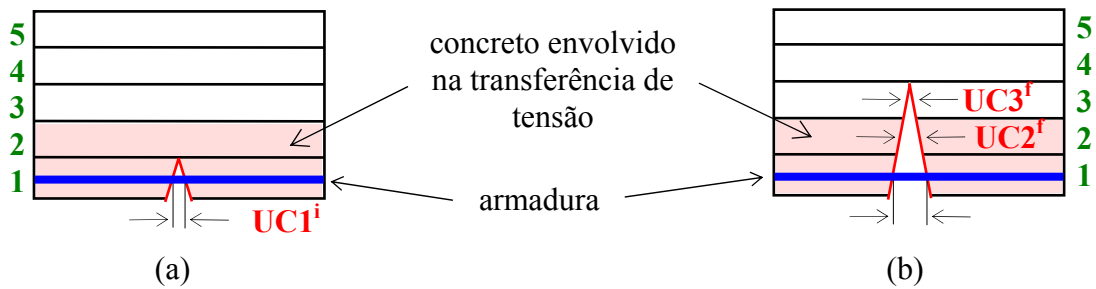 5
4
3
2
1
concreto envolvido
na transferência de
tensão
armadura
UC1ⁱ
(a)
5
4
3
2
1
UC3ᶠ
UC2ᶠ
(b)